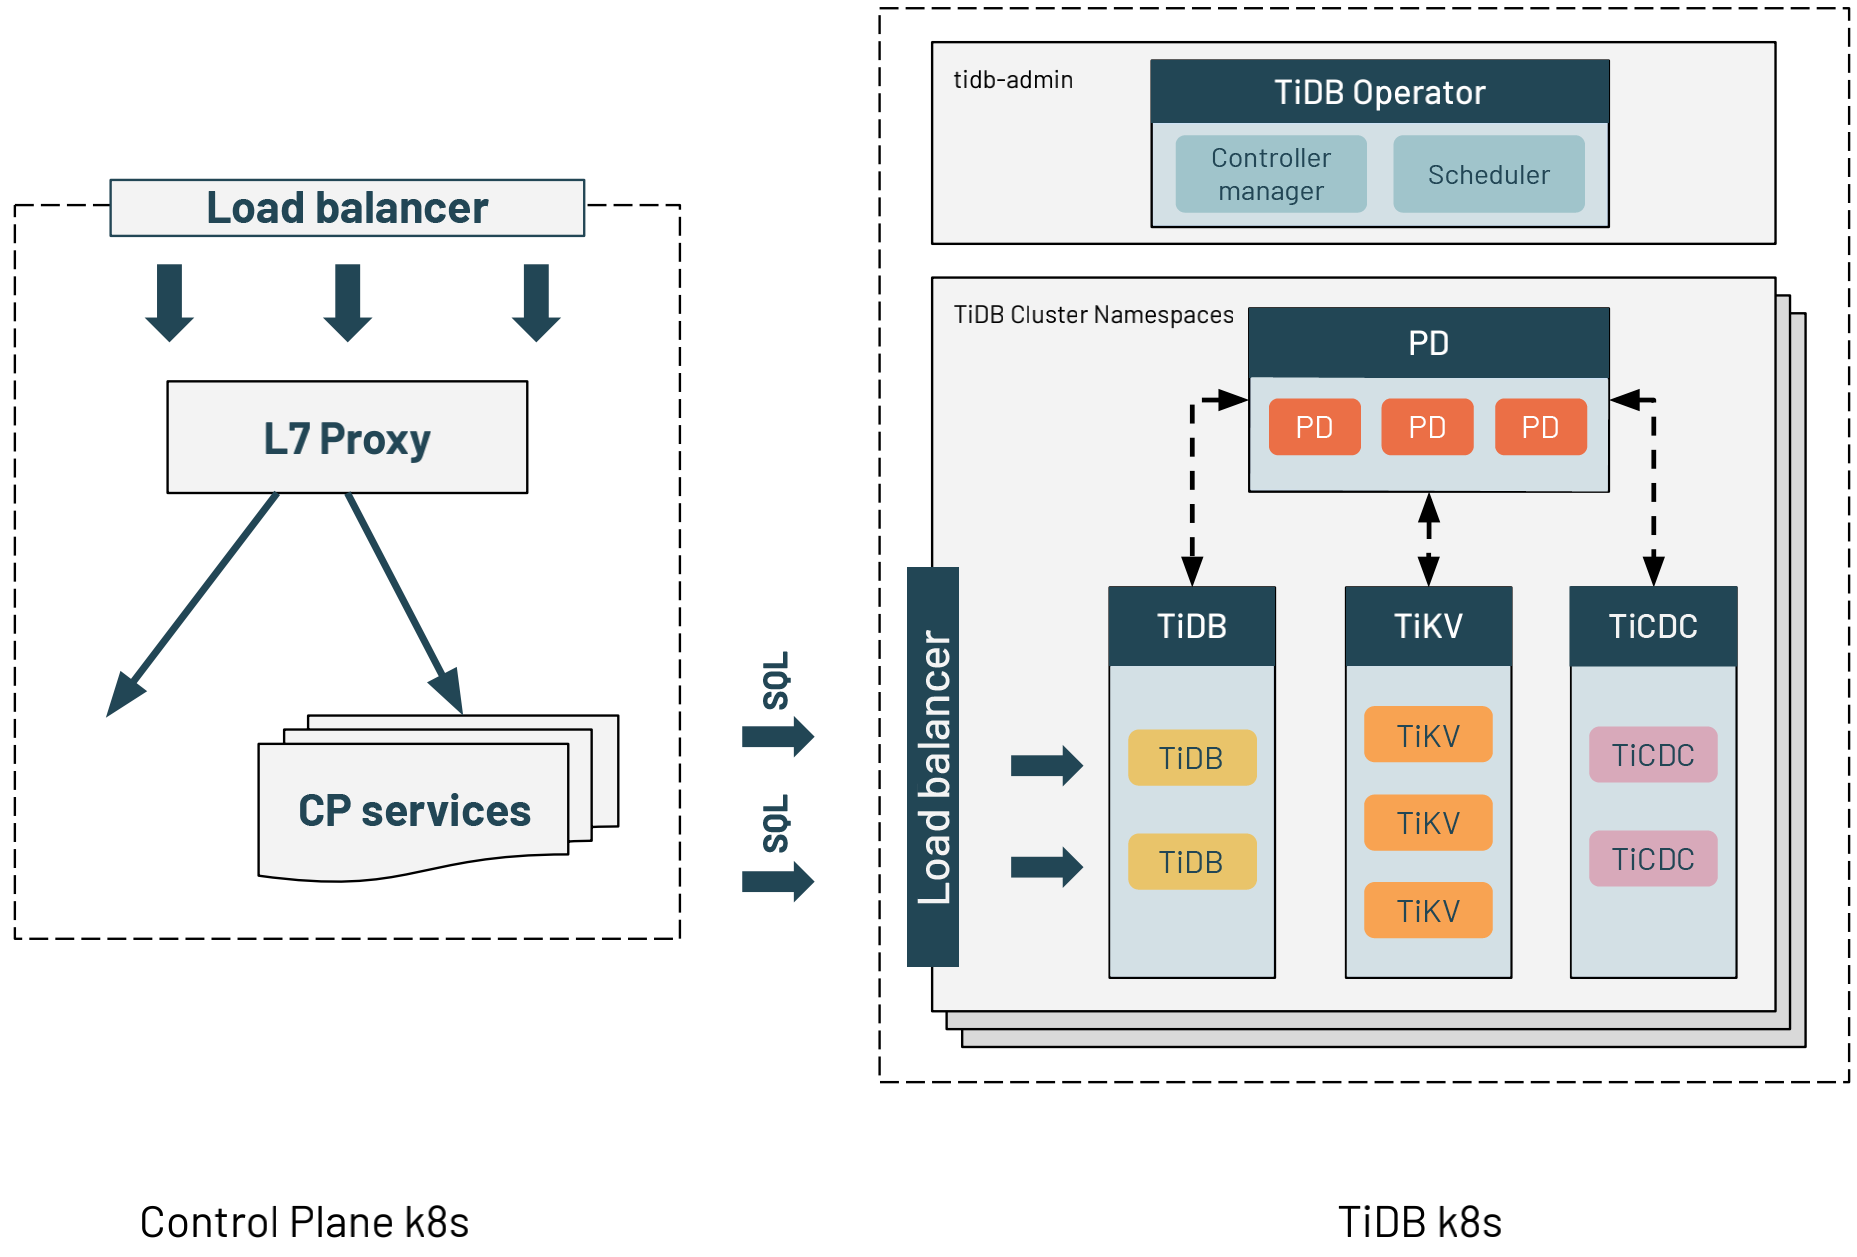 Load balancer
L7 Proxy
CP services
Control Plane k8s
SQL
SQL
tidb-admin
TiDB Operator
Controller
manager
Scheduler
TiDB Cluster Namespaces
PD
PD PD PD
Load balancer
TiDB
TiDB
TiDB
TiKV
TiKV
TiKV
TiKV
TiCDC
TiCDC
TiCDC
TiDB k8s